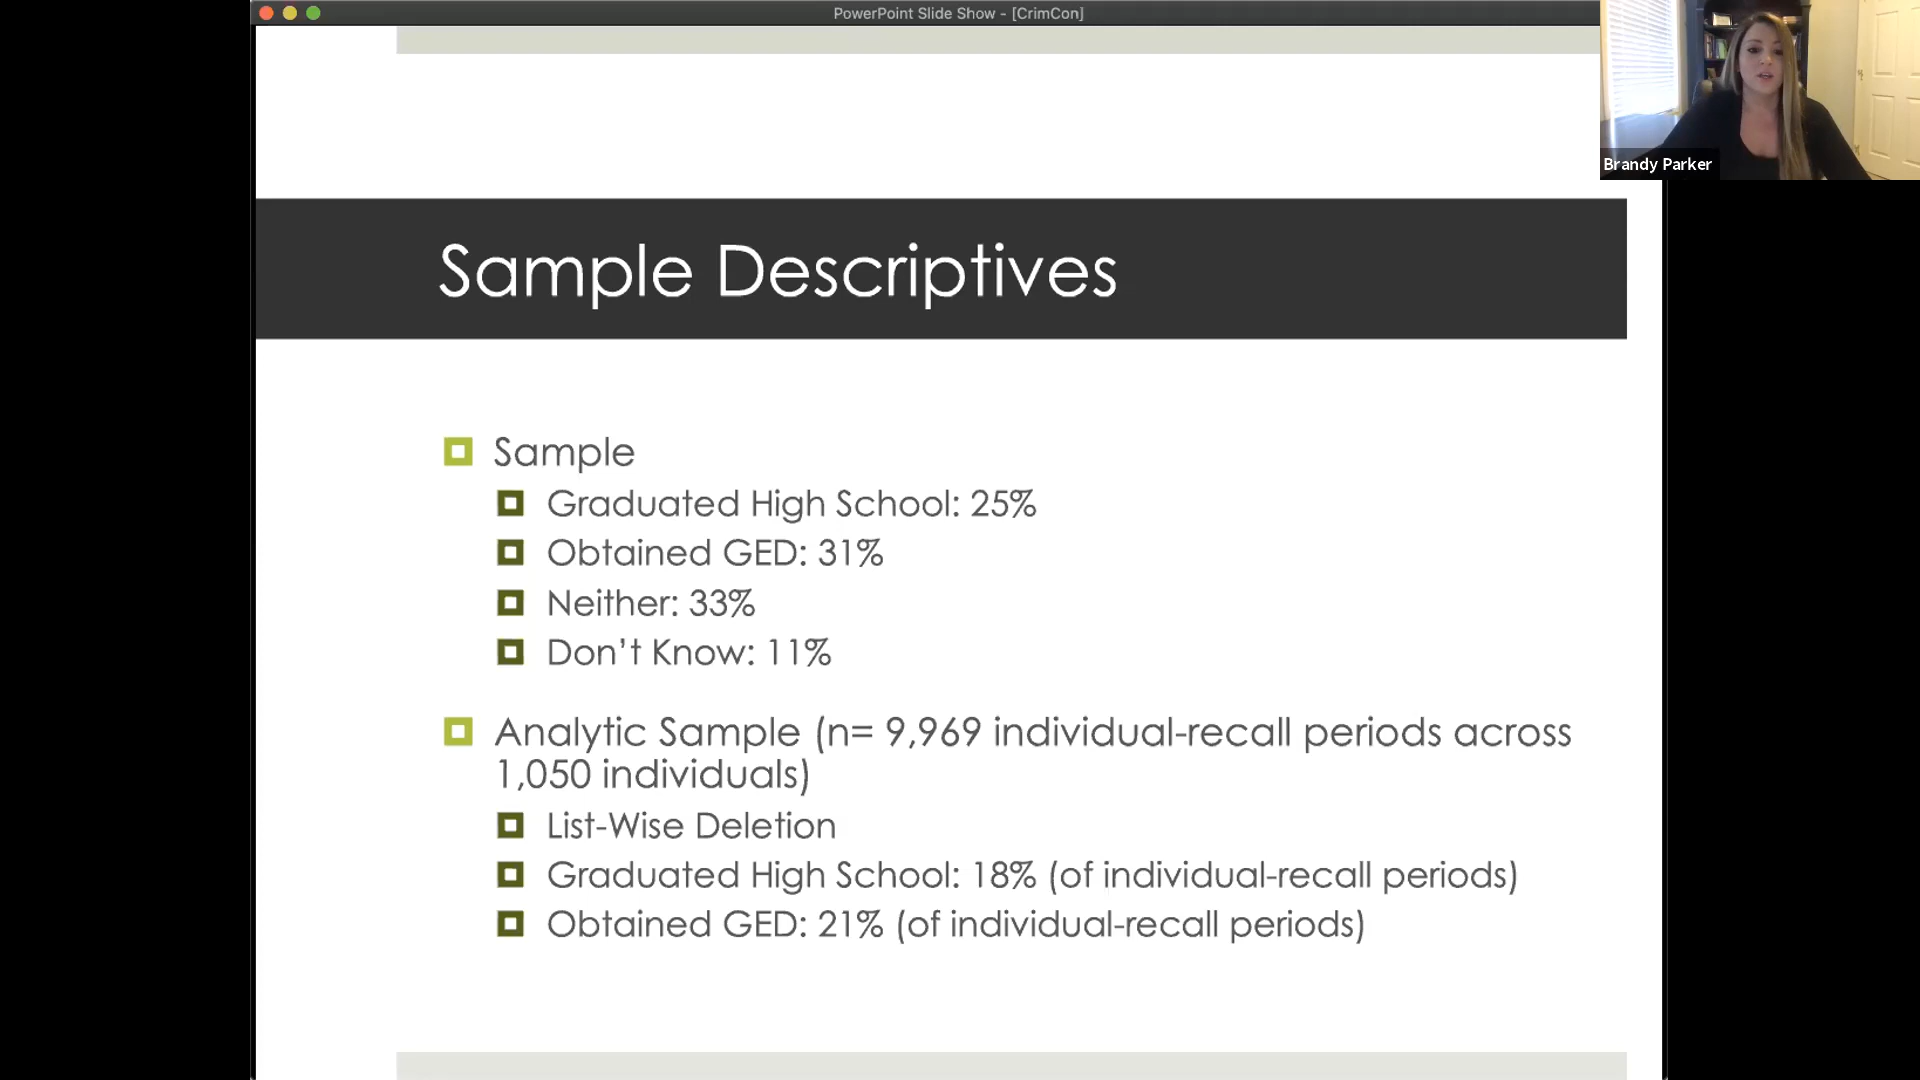 PowerPoint Slide Show - [CrimCon]
Brandy Parker
Sample Descriptives
Sample
Graduated High School: 25%
Obtained GED: 31%
Neither: 33%
Don’t Know: 11%
Analytic Sample (n= 9,969 individual-recall periods across
1,050 individuals)
List-Wise Deletion
Graduated High School: 18% (of individual-recall periods)
Obtained GED: 21% (of individual-recall periods)